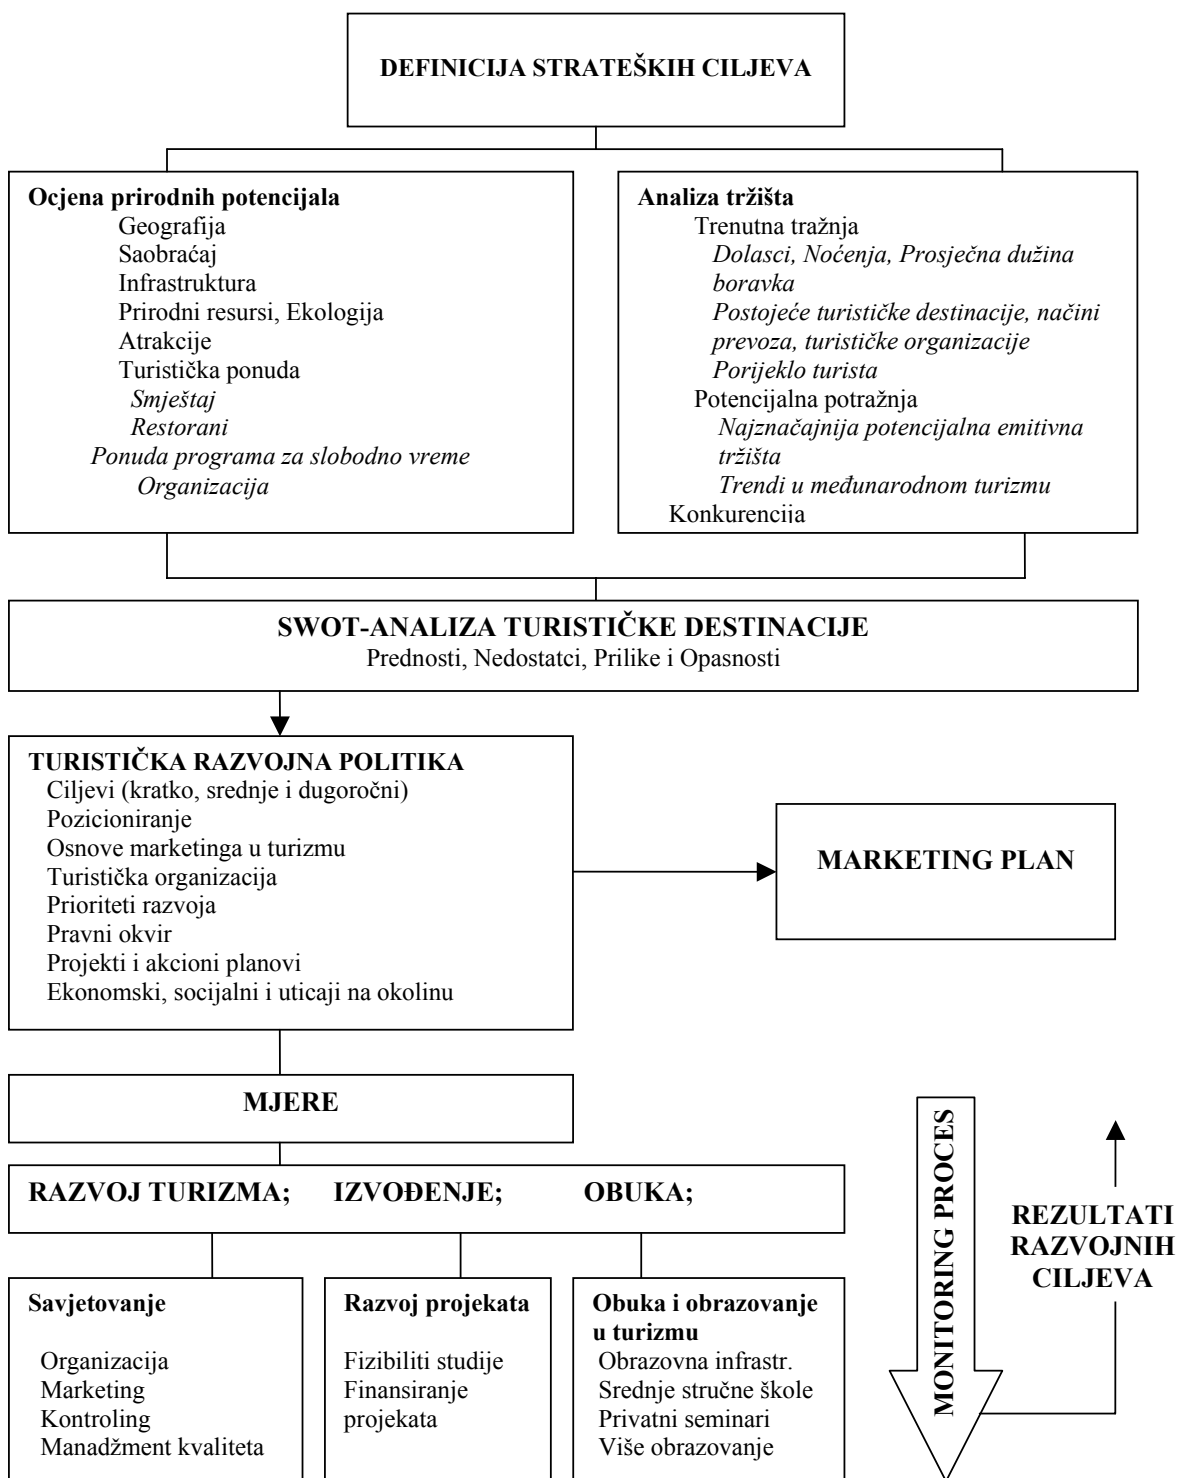 DEFINICIJA STRATEŠKIH CILJEVA
Ocjena prirodnih potencijala
Geografija
Saobraćaj
Infrastruktura
Prirodni resursi, Ekologija
Atrakcije
Turistička ponuda
Smještaj
Restorani
Ponuda programa za slobodno vreme
Organizacija
Analiza tržišta
Trenutna tražnja
Dolasci, Noćenja, Prosječna dužina
boravka
Postojeće turističke destinacije, načini
prevoza, turističke organizacije
Porijeklo turista
Potencijalna potražnja
Najznačajnija potencijalna emitivna
tržišta
Trendi u međunarodnom turizmu
Konkurencija
SWOT-ANALIZA TURISTIČKE DESTINACIJE
Prednosti, Nedostatci, Prilike i Opasnosti
TURISTIČKA RAZVOJNA POLITIKA
Ciljevi (kratko, srednje i dugoročni)
Pozicioniranje
Osnove marketinga u turizmu
Turistička organizacija
Prioriteti razvoja
Pravni okvir
Projekti i akcioni planovi
Ekonomski, socijalni i uticaji na okolinu
MARKETING PLAN
MJERE
RAZVOJ TURIZMA; IZVOĐENJE; OBUKA;
Savjetovanje
Organizacija
Marketing
Kontroling
Manadžment kvaliteta
Razvoj projekata
Fizibiliti studije
Finansiranje
projekata
Obuka i obrazovanje
u turizmu
Obrazovna infrastr.
Srednje stručne škole
Privatni seminari
Više obrazovanje
MONITORING PROCES
REZULTATI
RAZVOJNIH
CILJEVA